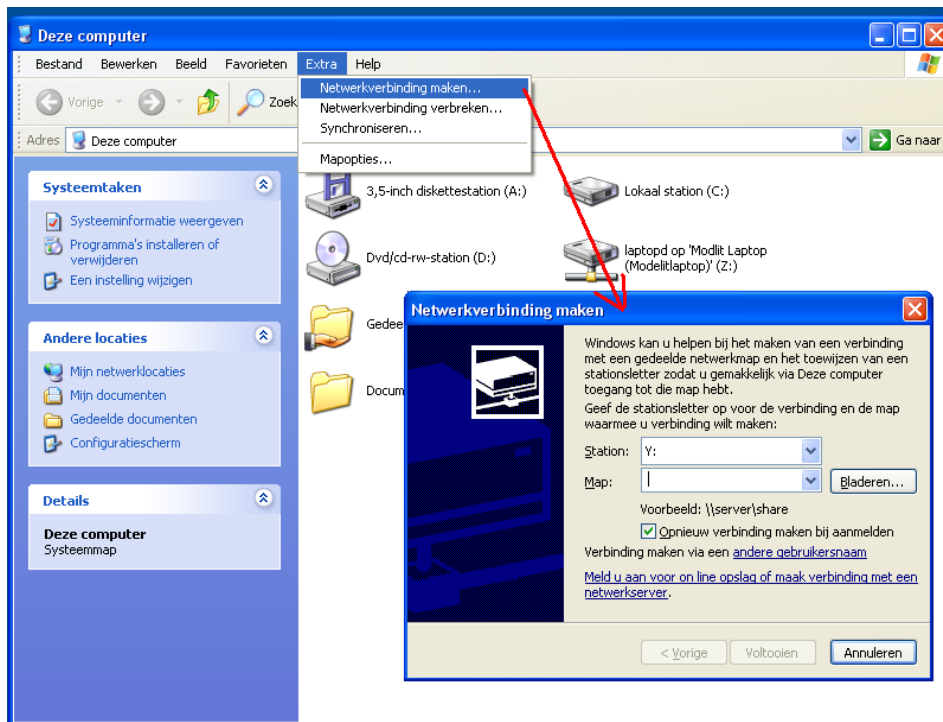 Deze computer
Bestand Bewerken Beeld Favorieten Extra Help
Netwerkverbinding maken...
Netwerkverbinding verbreken...
Synchroniseren...
Mapopties...
Vorige Zoek
Adres Deze computer Ga naar
Systeemtaken
Systeeminformatie weergeven
Programma's installeren of
verwijderen
Een instelling wijzigen
Andere locaties
Mijn netwerklocaties
Mijn documenten
Gedeelde documenten
Configuratiescherm
Details
Deze computer
Systeemmap
3,5-inch diskettestation (A:)
Lokaal station (C:)
Dvd/cd-rw-station (D:)
laptopd op 'Modlit Laptop
(Modelitlaptop)' (Z:)
Gedee
Docum
Netwerkverbinding maken
Windows kan u helpen bij het maken van een verbinding
met een gedeelde netwerkmap en het toewijzen van een
stationsletter zodat u gemakkelijk via Deze computer
toegang tot die map hebt.
Geef de stationsletter op voor de verbinding en de map
waarmee u verbinding wilt maken:
Station: Y:
Map: Bladeren...
Voorbeeld: \\server\share
Opnieuw verbinding maken bij aanmelden
Verbinding maken via een andere gebruikersnaam
Meld u aan voor on line opslag of maak verbinding met een
netwerkserver.
< Vorige Voltooien Annuleren